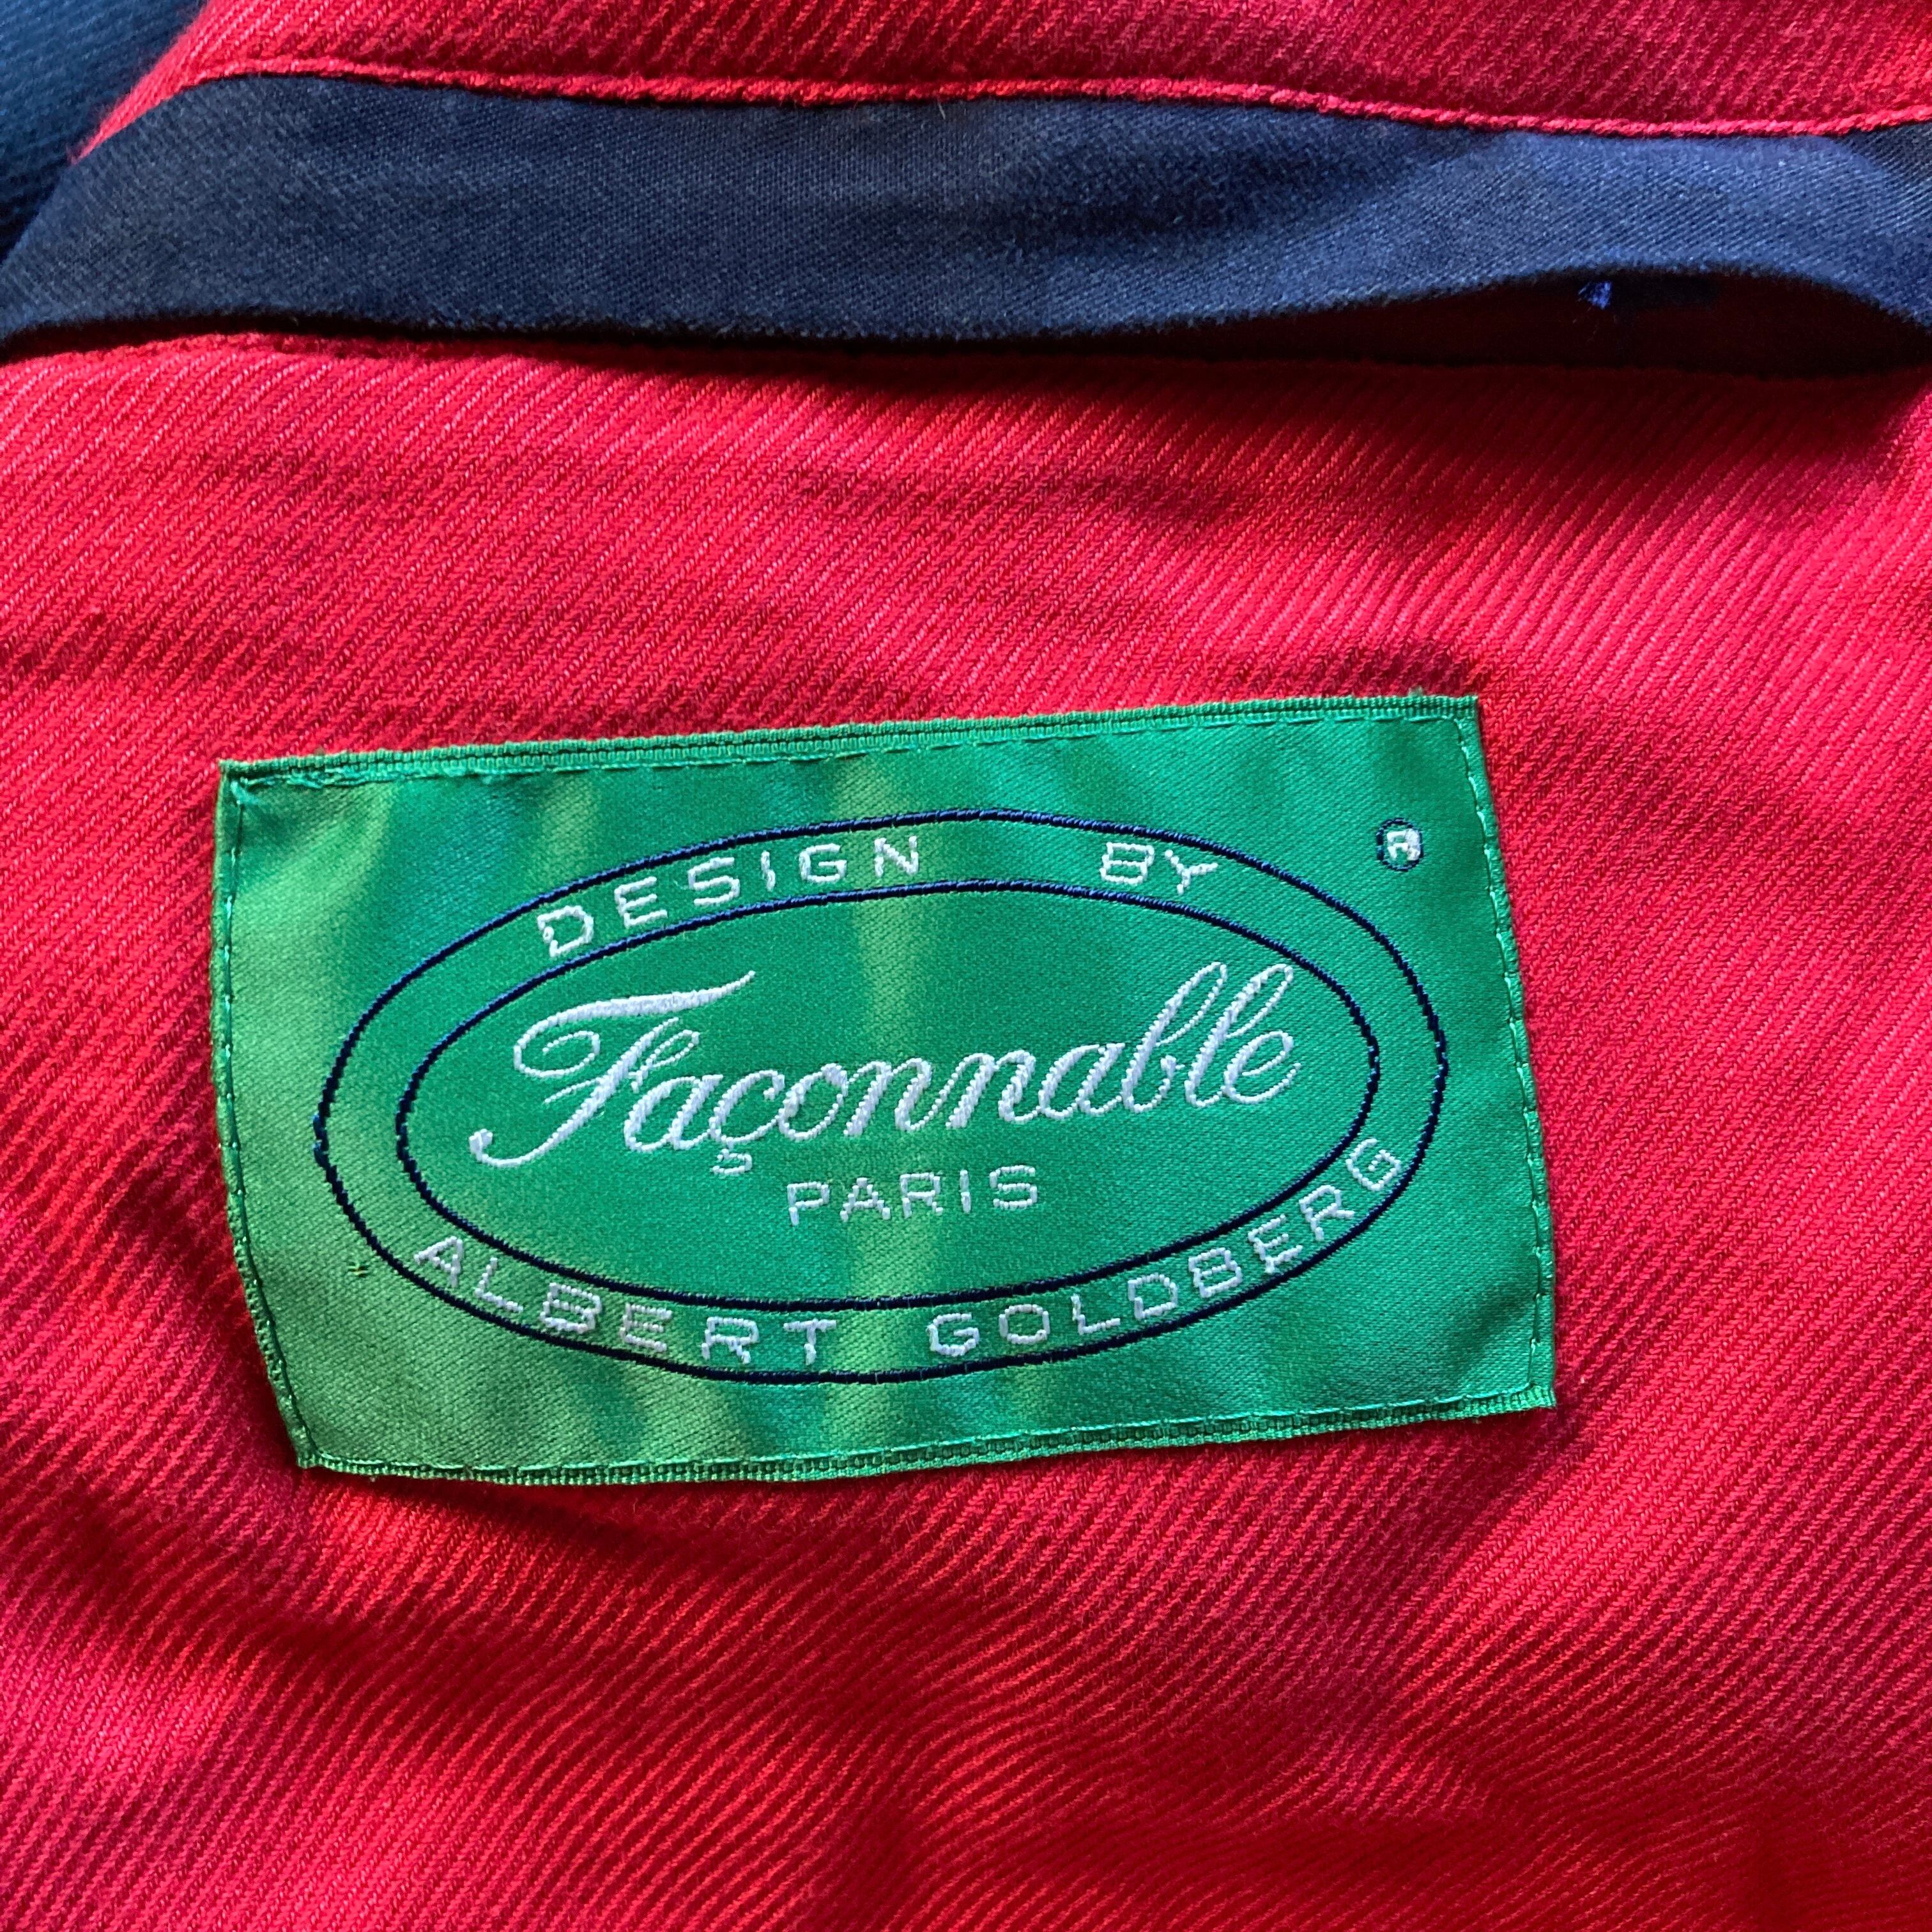 DESIGN BY
®
Façonnable
PARIS
ALBERT GOLDBERG